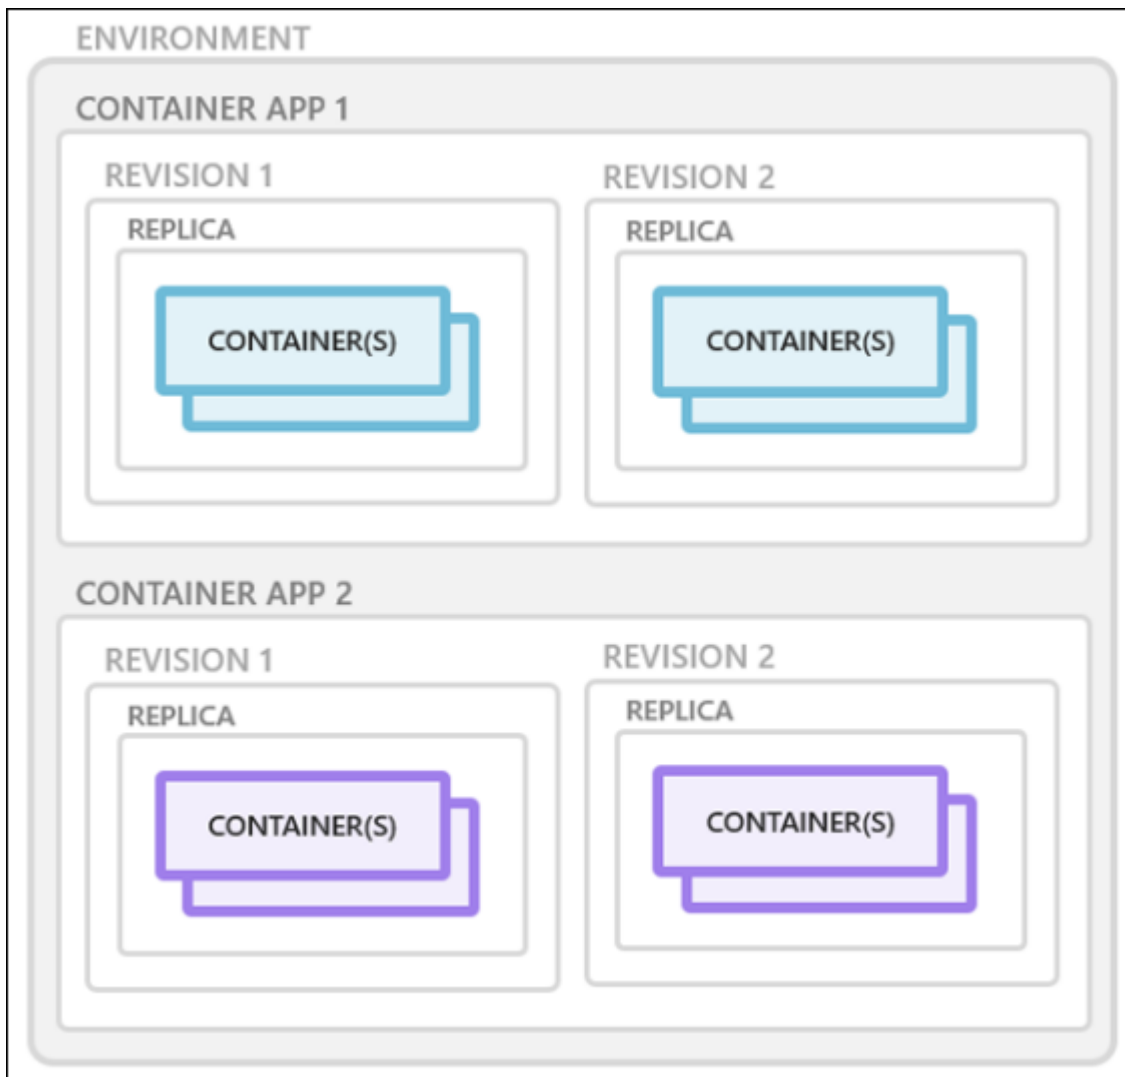 ENVIRONMENT
CONTAINER APP 1
REVISION 1
REVISION 2
REPLICA
REPLICA
CONTAINER(S)
CONTAINER(S)
CONTAINER APP 2
REVISION 1
REVISION 2
REPLICA
REPLICA
CONTAINER(S)
CONTAINER(S)